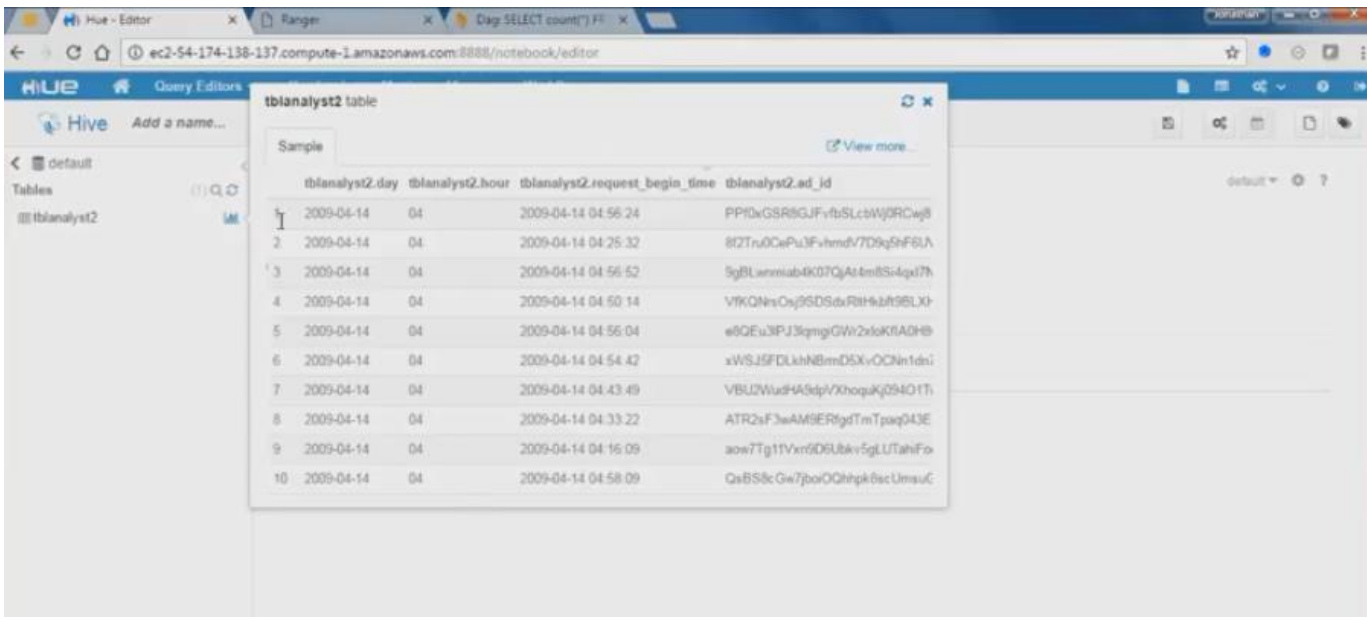 Hue - Editor
Ranger
Dag: SELECT count(*) FF
Jonathan
ec2-54-174-138-137.compute-1.amazonaws.com:8888/notebook/editor
HUE Query Editors
Hive Add a name...
tblanalyst2 table
Sample
View more...
default
Tables
(1)
tblanalyst2
default
?
tblanalyst2.day tblanalyst2.hour tblanalyst2.request_begin_time tblanalyst2.ad_id
1 2009-04-14 04 2009-04-14 04:56:24
2 2009-04-14 04 2009-04-14 04:25:32
3 2009-04-14 04 2009-04-14 04:56:52
4 2009-04-14 04 2009-04-14 04:50:14
5 2009-04-14 04 2009-04-14 04:56:04
6 2009-04-14 04 2009-04-14 04:54:42
7 2009-04-14 04 2009-04-14 04:43:49
8 2009-04-14 04 2009-04-14 04:33:22
9 2009-04-14 04 2009-04-14 04:16:09
10 2009-04-14 04 2009-04-14 04:58:09